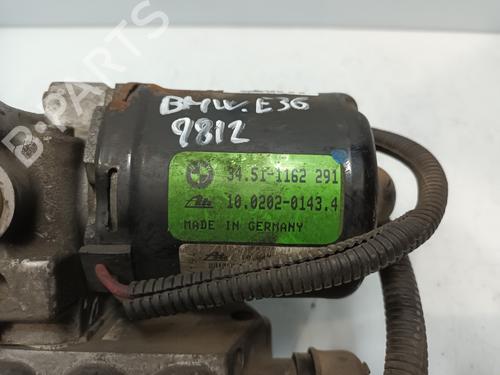 BMW. E36
9812
34.51-1162 291
10.0202-0143.4
MADE IN GERMANY
B-PARTS